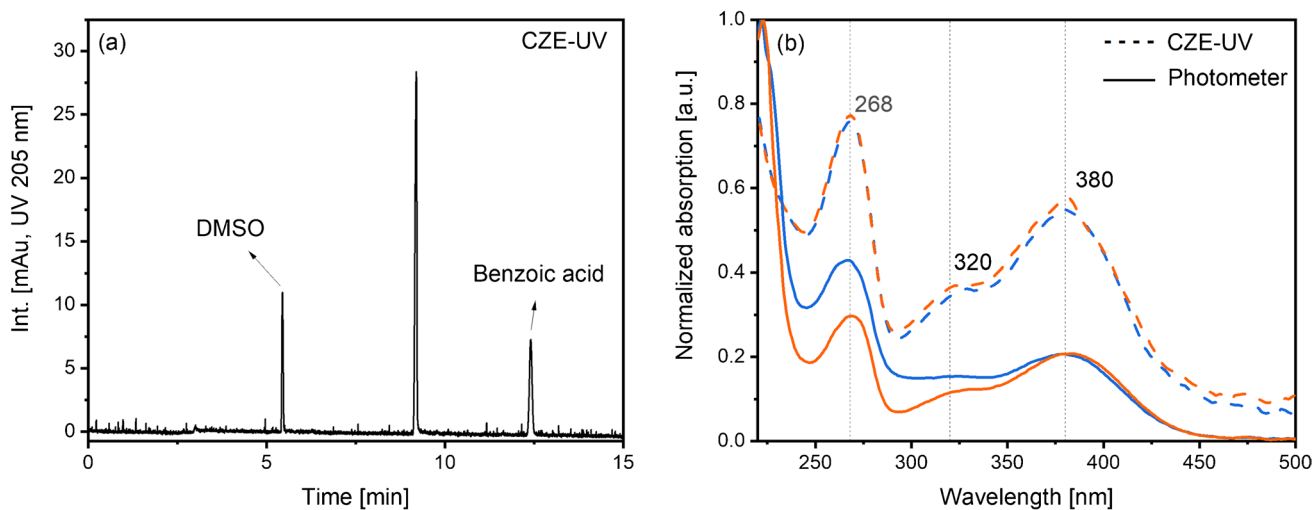 (a)
CZE-UV
DMSO
Benzoic acid
Int. [mAu, UV 205 nm]
30
25
20
15
10
5
0
0
5
10
15
Time [min]
(b)
CZE-UV
Photometer
268
320
380
Normalized absorption [a.u.]
1.0
0.8
0.6
0.4
0.2
0.0
250
300
350
400
450
500
Wavelength [nm]